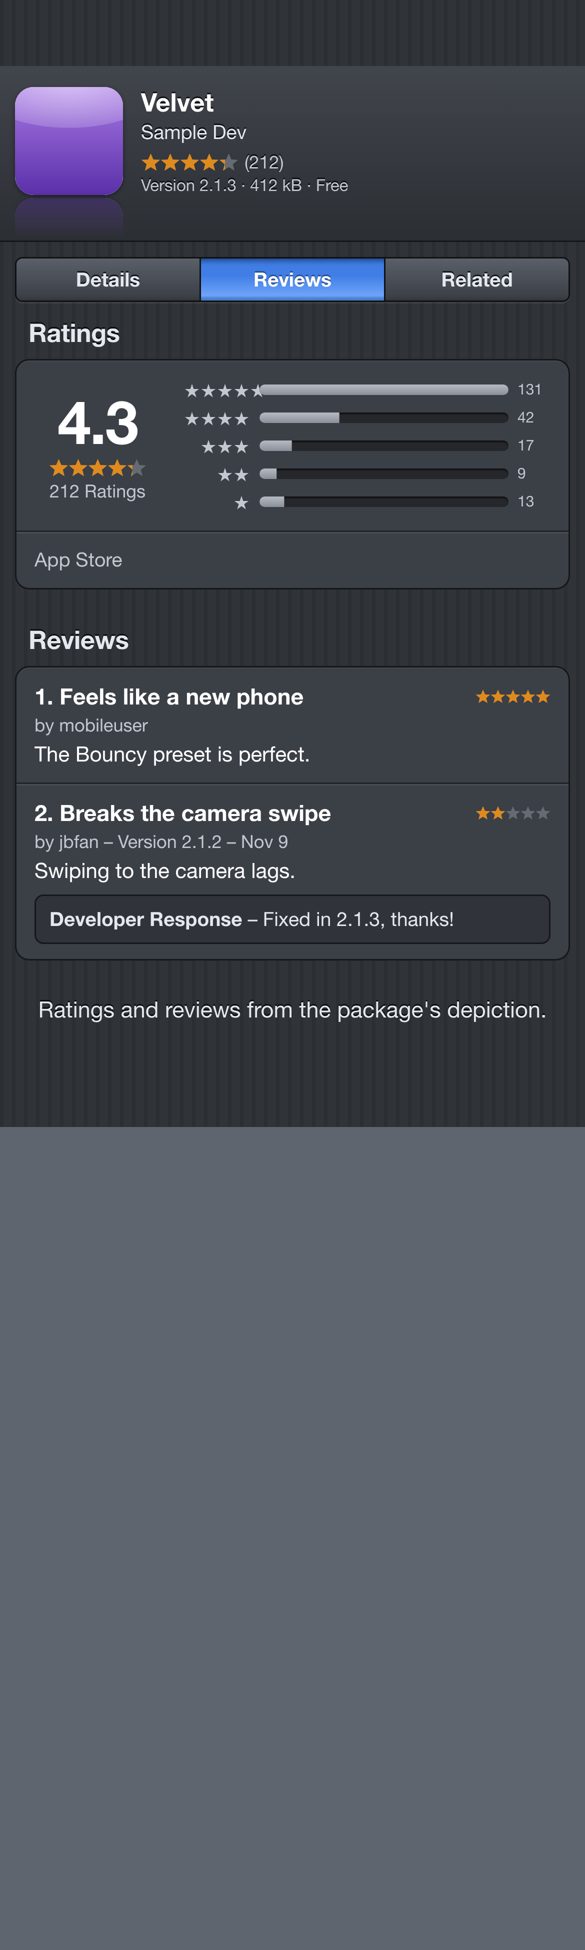 Velvet
Sample Dev
★★★★★ (212)
Version 2.1.3 · 412 kB · Free
Details
Reviews
Related
Ratings
4.3
212 Ratings
★★★★★ 131
★★★★ 42
★★★ 17
★★ 9
★ 13
App Store
Reviews
1. Feels like a new phone ★★★★★
by mobileuser
The Bouncy preset is perfect.
2. Breaks the camera swipe ★★★★★
by jbfan – Version 2.1.2 – Nov 9
Swiping to the camera lags.
Developer Response – Fixed in 2.1.3, thanks!
Ratings and reviews from the package's depiction.